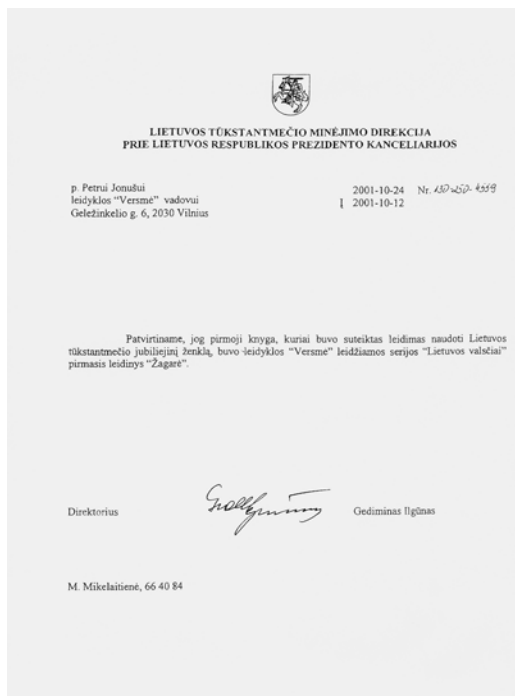 LIETUVOS TŪKSTANTMEČIO MINĖJIMO DIREKCIJA
PRIE LIETUVOS RESPUBLIKOS PREZIDENTO KANCELIARIJOS
p. Petrui Jonušui
leidyklos “Versmė” vadovui
Geležinkelio g. 6, 2030 Vilnius
2001-10-24 Nr.
Į 2001-10-12
Patvirtiname, jog pirmoji knyga, kuriai buvo suteiktas leidimas naudoti Lietuvos
tūkstantmečio jubiliejinį ženklą, buvo leidyklos “Versmė” leidžiamos serijos “Lietuvos valsčiai”
pirmasis leidinys “Žagarė”.
Direktorius
Gediminas Ilgūnas
M. Mikelaitienė, 66 40 84